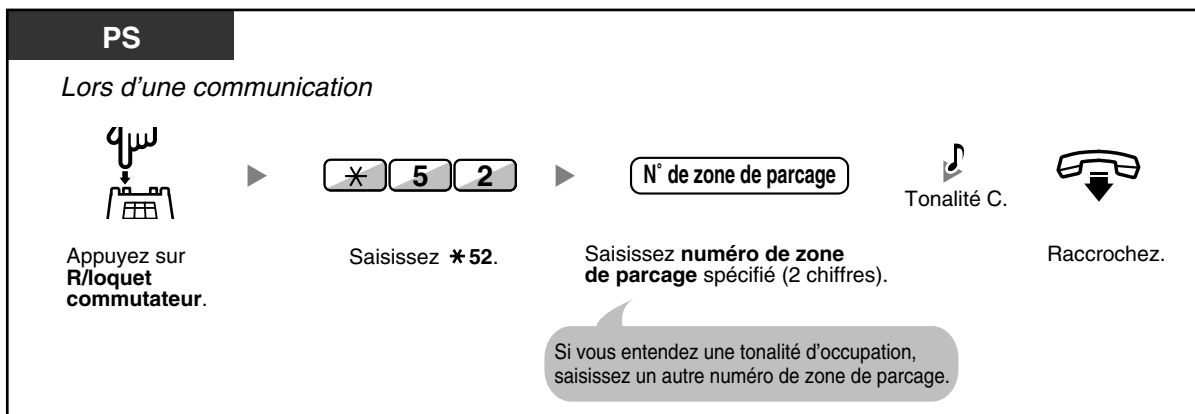 PS
Lors d'une communication
✳ 5 2
N° de zone de parcage
Tonalité C.
Appuyez sur
R/loquet
commutateur.
Saisissez ✳52.
Saisissez numéro de zone
de parcage spécifié (2 chiffres).
Raccrochez.
Si vous entendez une tonalité d'occupation,
saisissez un autre numéro de zone de parcage.